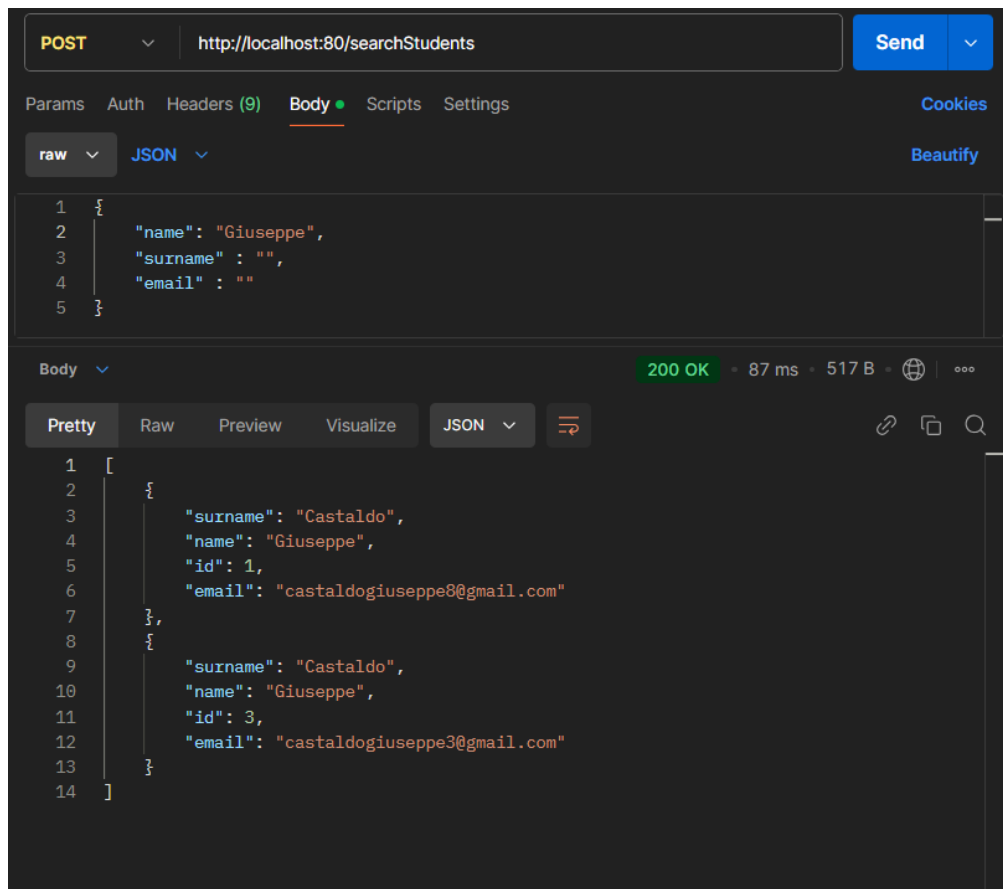 POST http://localhost:80/searchStudents Send
Params Auth Headers (9) Body Scripts Settings Cookies
raw JSON Beautify
1 {
2 "name": "Giuseppe",
3 "surname" : "",
4 "email" : ""
5 }
Body 200 OK 87 ms 517 B
Pretty Raw Preview Visualize JSON
1 [
2 {
3 "surname": "Castaldo",
4 "name": "Giuseppe",
5 "id": 1,
6 "email": "castaldogiuseppe8@gmail.com"
7 },
8 {
9 "surname": "Castaldo",
10 "name": "Giuseppe",
11 "id": 3,
12 "email": "castaldogiuseppe3@gmail.com"
13 }
14 ]